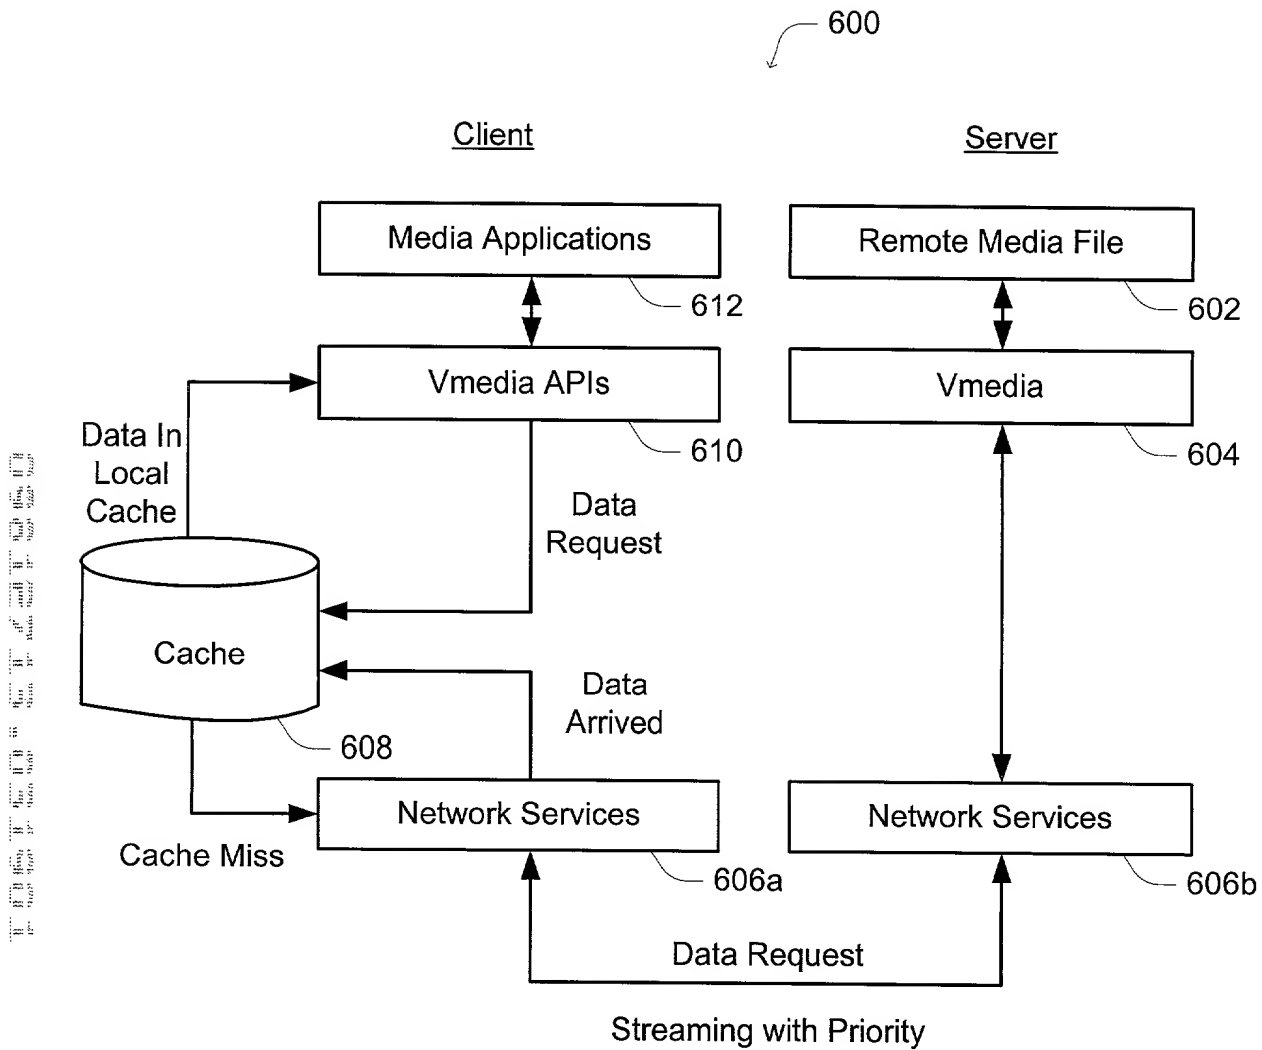 600
Client
Server
Media Applications
Remote Media File
612
602
Vmedia APIs
Vmedia
610
604
Data In
Local
Cache
Data
Request
Cache
Data
Arrived
608
Network Services
Network Services
Cache Miss
606a
606b
Data Request
Streaming with Priority